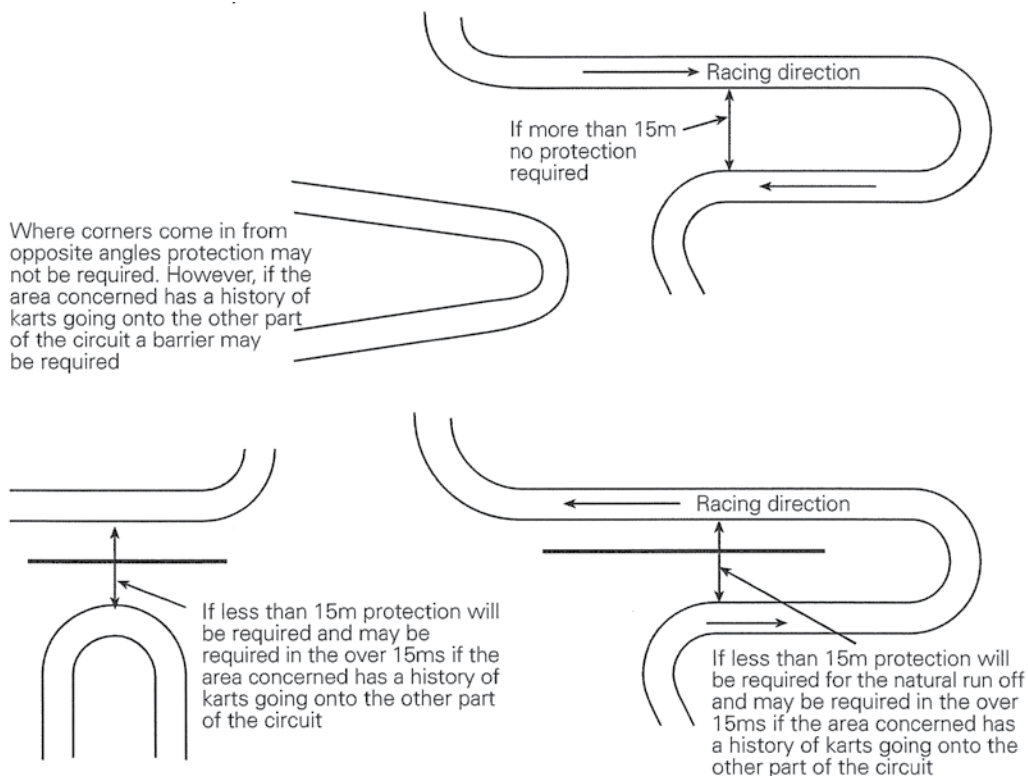 Racing direction
If more than 15m
no protection
required
Where corners come in from
opposite angles protection may
not be required. However, if the
area concerned has a history of
karts going onto the other part
of the circuit a barrier may
be required
Racing direction
If less than 15m protection will
be required and may be
required in the over 15ms if the
area concerned has a history of
karts going onto the other part
of the circuit
If less than 15m protection will
be required for the natural run off
and may be required in the over
15ms if the area concerned has
a history of karts going onto the
other part of the circuit